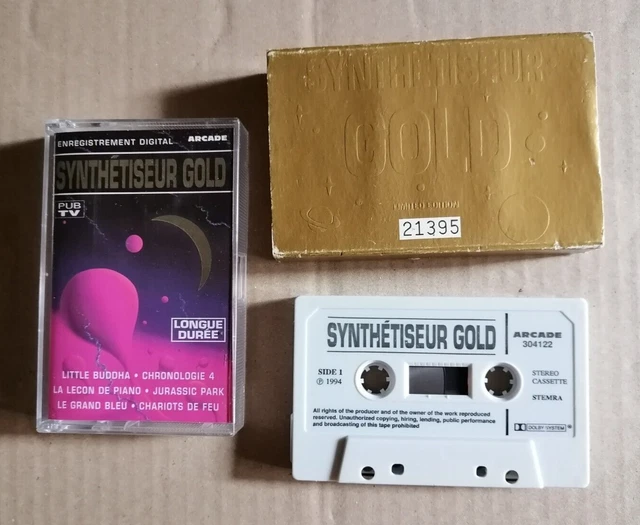 ENREGISTREMENT DIGITAL ARCADE
SYNTHÉTISEUR GOLD
PUB
TV
LONGUE
DURÉE
LITTLE BUDDHA • CHRONOLOGIE 4
LA LECON DE PIANO • JURASSIC PARK
LE GRAND BLEU • CHARIOTS DE FEU
SYNTHÉTISEUR
GOLD
LIMITED EDITION
21395
SYNTHÉTISEUR GOLD
ARCADE
304122
SIDE 1
℗ 1994
STEREO
CASSETTE
STEMRA
All rights of the producer and of the owner of the work reproduced
reserved. Unauthorized copying, hiring, lending, public performance
and broadcasting of this tape prohibited
DOLBY SYSTEM®